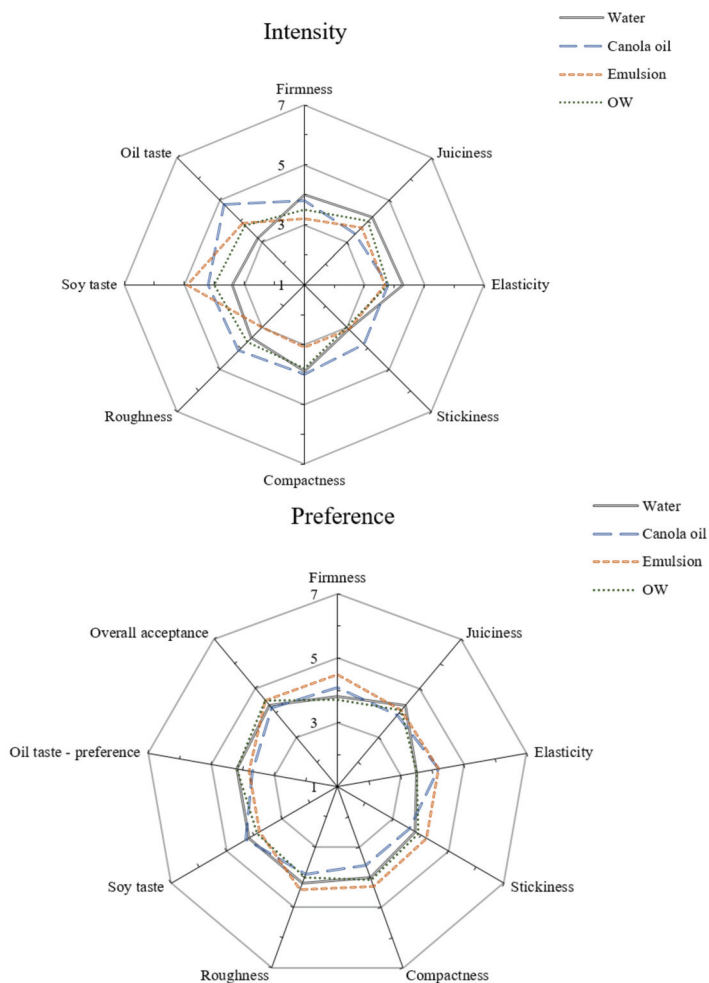 Intensity
Water
Canola oil
Emulsion
OW
Firmness
7
Oil taste
Juiciness
5
3
Soy taste
1
Elasticity
Roughness
Stickiness
Compactness
Preference
Water
Canola oil
Emulsion
OW
Firmness
7
Overall acceptance
Juiciness
5
Oil taste - preference
Elasticity
3
1
Soy taste
Stickiness
Roughness
Compactness